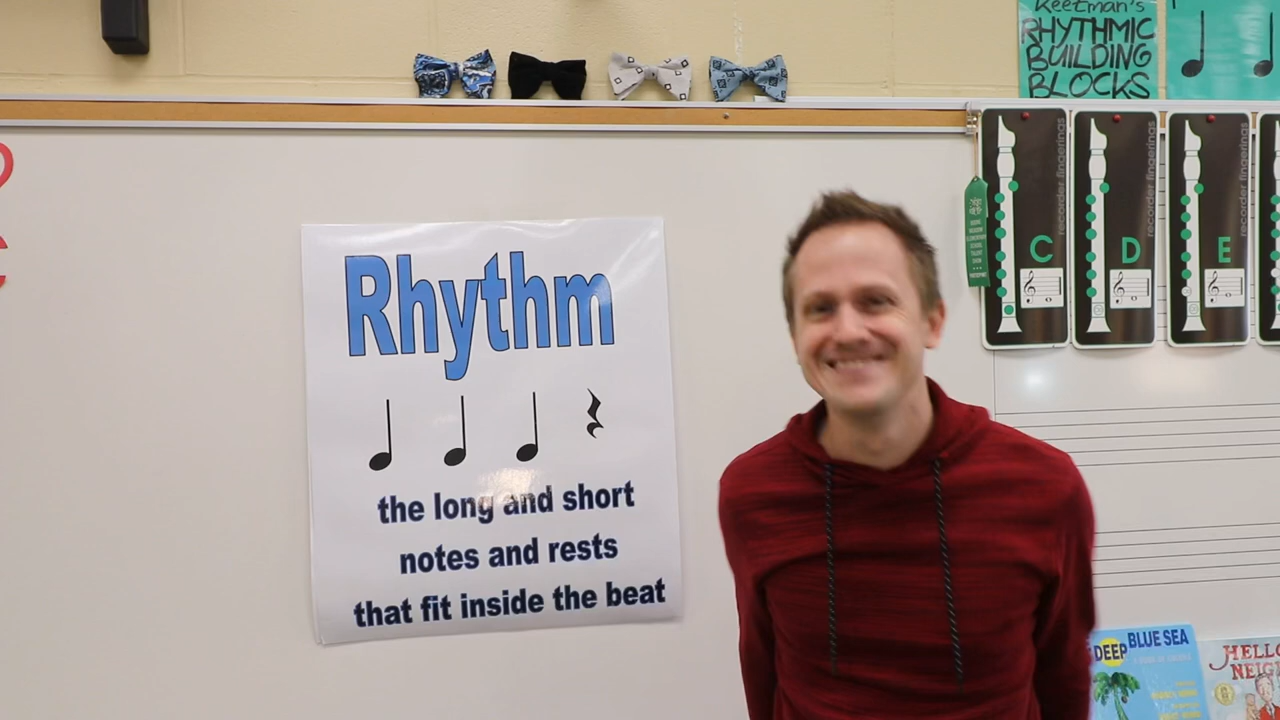 Keetman's
RHYTHMIC
BUILDING
BLOCKS
Rhythm
the long and short
notes and rests
that fit inside the beat
recorder fingerings
C
recorder fingerings
D
recorder fingerings
E
DEEP BLUE SEA
HELLO
NEIG